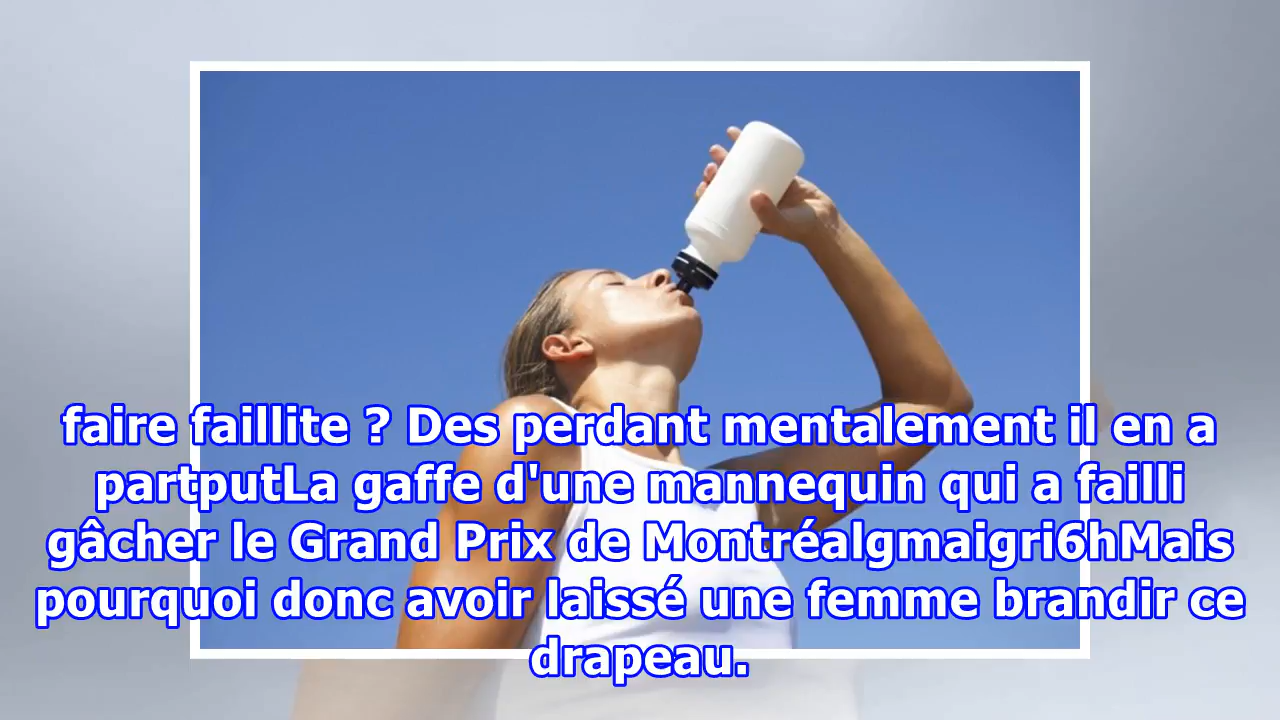 faire faillite ? Des perdant mentalement il en a
partputLa gaffe d'une mannequin qui a failli
gâcher le Grand Prix de Montréalgmaigri6hMais
pourquoi donc avoir laissé une femme brandir ce
drapeau.